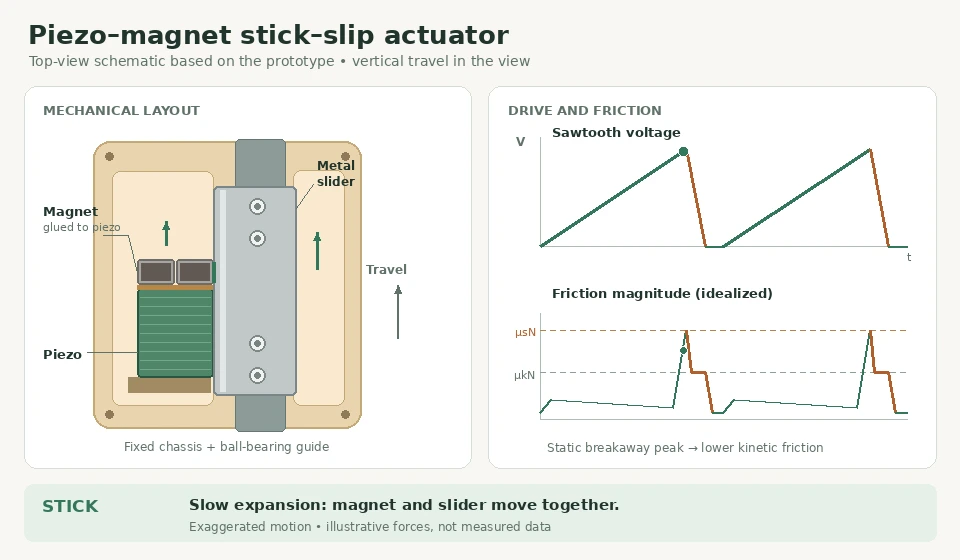 Piezo–magnet stick–slip actuator
Top-view schematic based on the prototype • vertical travel in the view
MECHANICAL LAYOUT
Metal
slider
Magnet
glued to piezo
Travel
Piezo
Fixed chassis + ball-bearing guide
DRIVE AND FRICTION
Sawtooth voltage
V
t
Friction magnitude (idealized)
μsN
μkN
Static breakaway peak → lower kinetic friction
STICK
Slow expansion: magnet and slider move together.
Exaggerated motion • illustrative forces, not measured data